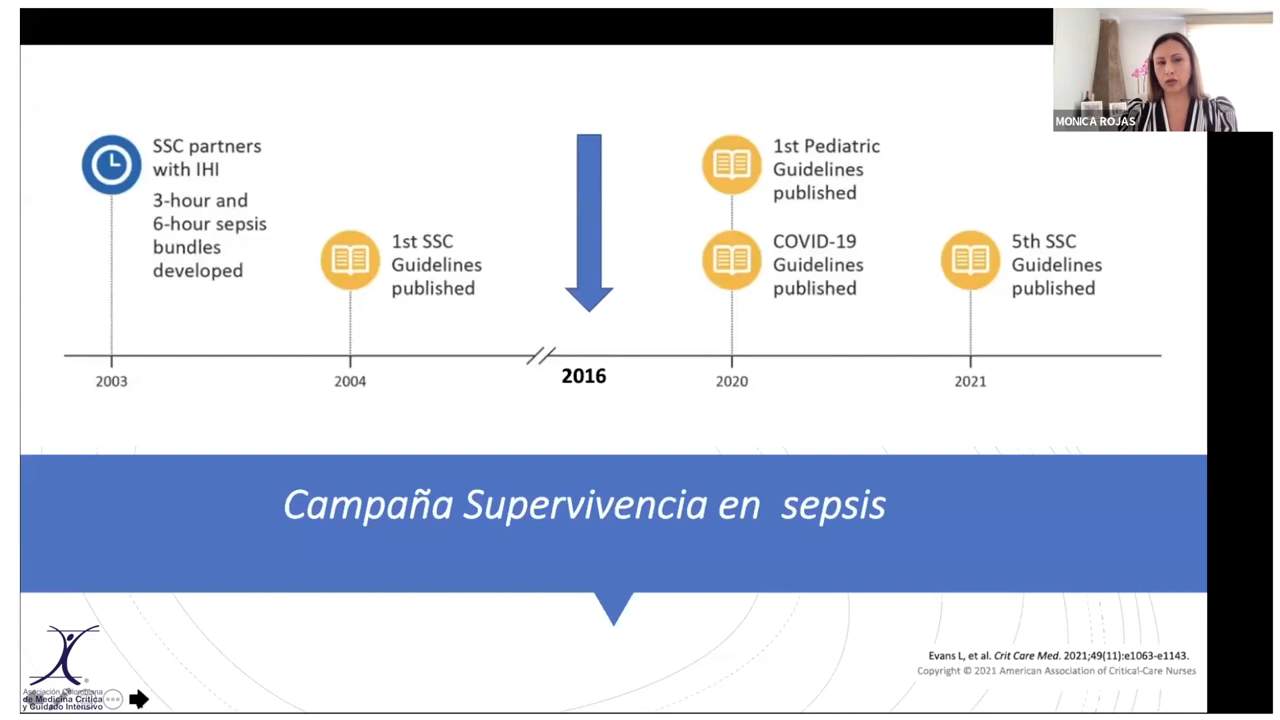 MONICA ROJAS
SSC partners
with IHI
3-hour and
6-hour sepsis
bundles
developed
1st SSC
Guidelines
published
1st Pediatric
Guidelines
published
COVID-19
Guidelines
published
5th SSC
Guidelines
published
2003
2004
2016
2020
2021
Campaña Supervivencia en sepsis
Evans L, et al. Crit Care Med. 2021;49(11):e1063-e1143.
Copyright © 2021 American Association of Critical-Care Nurses
®
Asociación Colombiana
de Medicina Crítica
y Cuidado Intensivo